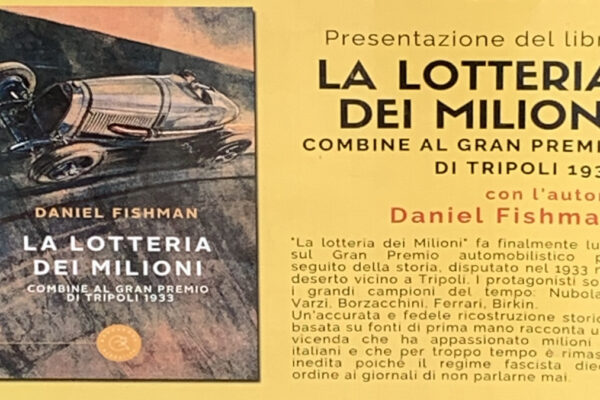 DANIEL FISHMAN
LA LOTTERIA
DEI MILIONI
COMBINE AL GRAN PREMIO
DI TRIPOLI 1933
Presentazione del libr
LA LOTTERIA
DEI MILION
COMBINE AL GRAN PREMIO
DI TRIPOLI 193
con l'auto
Daniel Fishma
"La lotteria dei Milioni" fa finalmente lu
sul Gran Premio automobilistico p
seguito della storia, disputato nel 1933 n
deserto vicino a Tripoli. I protagonisti so
i grandi campioni del tempo: Nuvola
Varzi, Borzacchini, Ferrari, Birkin.
Un'accurata e fedele ricostruzione storic
basata su fonti di prima mano racconta u
vicenda che ha appassionato milioni
italiani e che per troppo tempo è rimas
inedita poiché il regime fascista died
ordine ai giornali di non parlarne mai.